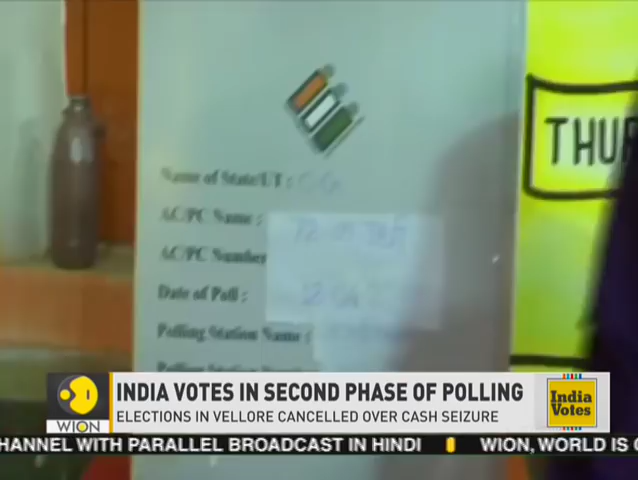 THUR
Name of State/UT :
AC/PC Name :
AC/PC Number
Date of Poll :
Polling Station Name :
INDIA VOTES IN SECOND PHASE OF POLLING
ELECTIONS IN VELLORE CANCELLED OVER CASH SEIZURE
WION
India
Votes
HANNEL WITH PARALLEL BROADCAST IN HINDI WION, WORLD IS